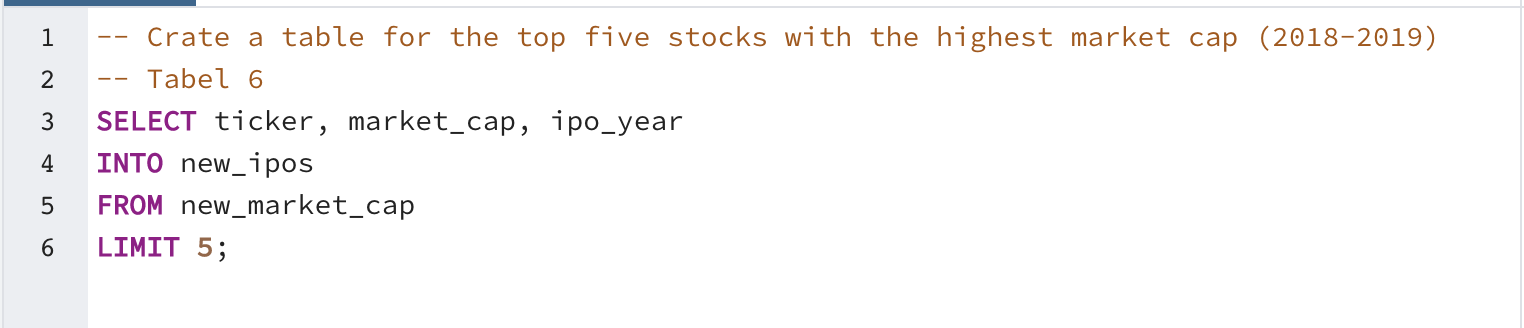 1 -- Crate a table for the top five stocks with the highest market cap (2018-2019)
2 -- Tabel 6
3 SELECT ticker, market_cap, ipo_year
4 INTO new_ipos
5 FROM new_market_cap
6 LIMIT 5;